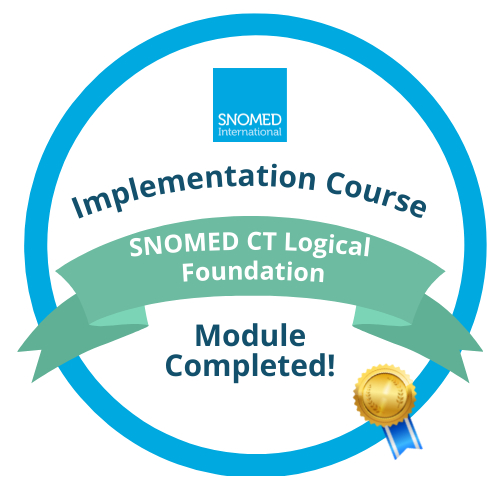 SNOMED
International
Implementation Course
SNOMED CT Logical
Foundation
Module
Completed!